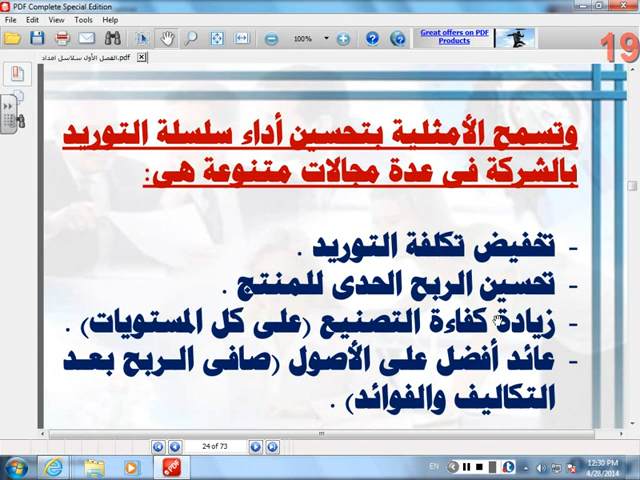 PDF Complete Special Edition
File Edit View Tools Help
100%
Great offers on PDF
Products
19
الفصل الأول سلاسل امداد.pdf
وتسمح الأمثلية بتحسين أداء سلسلة التوريد
بالشركة فى عدة مجالات متنوعة هى:
- تخفيض تكلفة التوريد .
- تحسين الربح الحدى للمنتج .
- زيادة كفاءة التصنيع (على كل المستويات) .
- عائد أفضل على الأصول (صافى الربح بعد
التكاليف والفوائد) .
24 of 73
EN
12:30 PM
4/28/2014